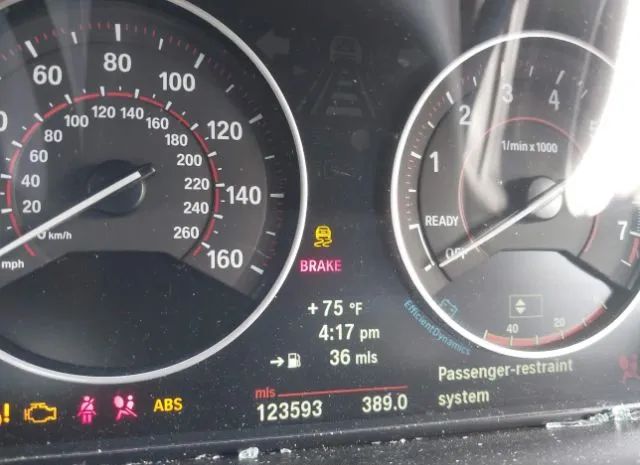 60 80 100 120 140 160
20 40 60 80 100 120 140 160 180 200 220 240 260
0 km/h
mph
BRAKE
+75 °F
4:17 pm
36 mls
mls
123593 389.0
ABS
1 2 3 4
7
1/min x 1000
READY
OFF
40 20
EfficientDynamics
Passenger-restraint
system